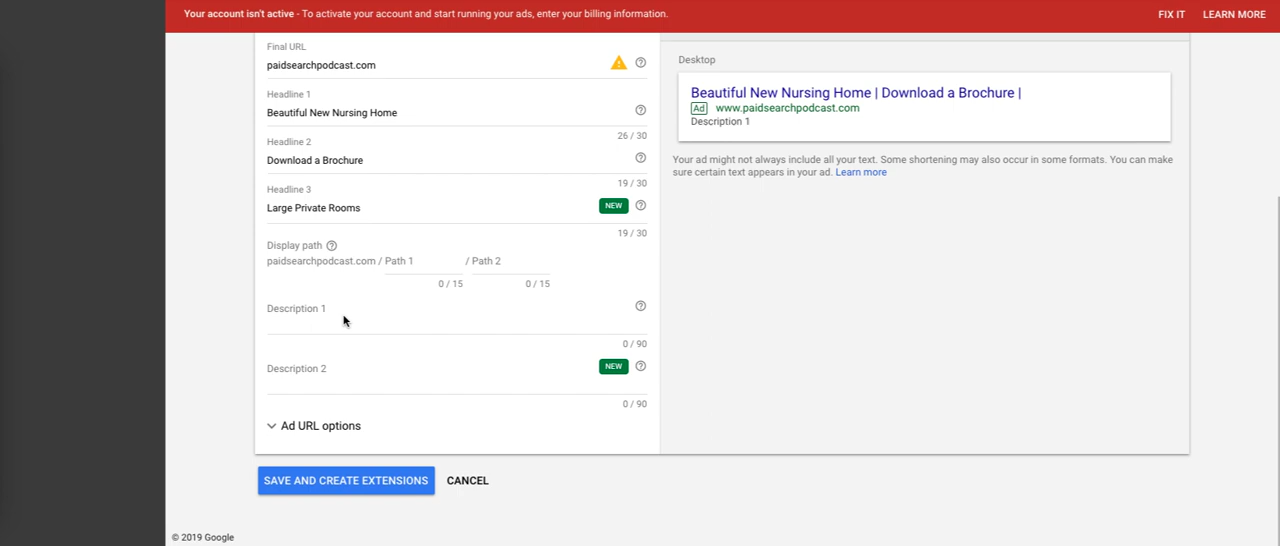 Your account isn't active - To activate your account and start running your ads, enter your billing information.
FIX IT
LEARN MORE
Final URL
paidsearchpodcast.com
Headline 1
Beautiful New Nursing Home
26 / 30
Headline 2
Download a Brochure
19 / 30
Headline 3
Large Private Rooms
NEW
19 / 30
Display path
paidsearchpodcast.com / Path 1 / Path 2
0 / 15
0 / 15
Description 1
0 / 90
Description 2
NEW
0 / 90
Ad URL options
SAVE AND CREATE EXTENSIONS
CANCEL
Desktop
Beautiful New Nursing Home | Download a Brochure |
Ad www.paidsearchpodcast.com
Description 1
Your ad might not always include all your text. Some shortening may also occur in some formats. You can make
sure certain text appears in your ad. Learn more
© 2019 Google